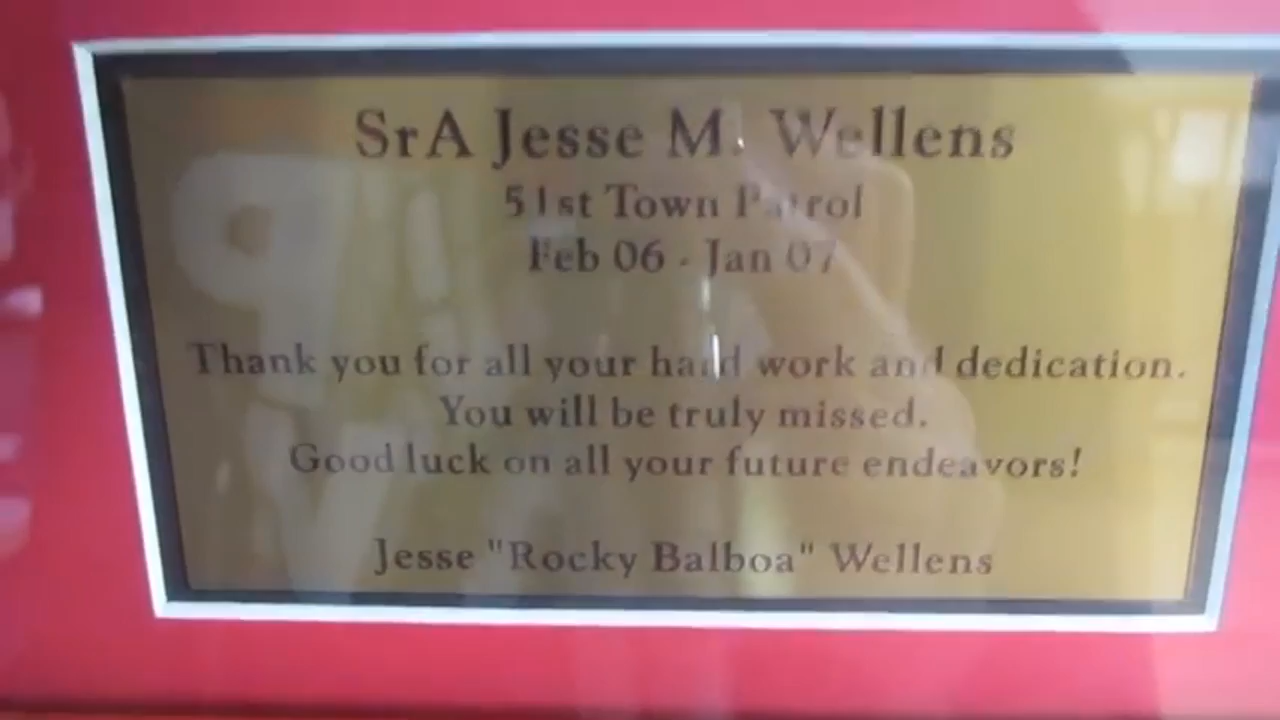 SrA Jesse M. Wellens
51st Town Patrol
Feb 06 - Jan 07
Thank you for all your hard work and dedication.
You will be truly missed.
Good luck on all your future endeavors!
Jesse "Rocky Balboa" Wellens